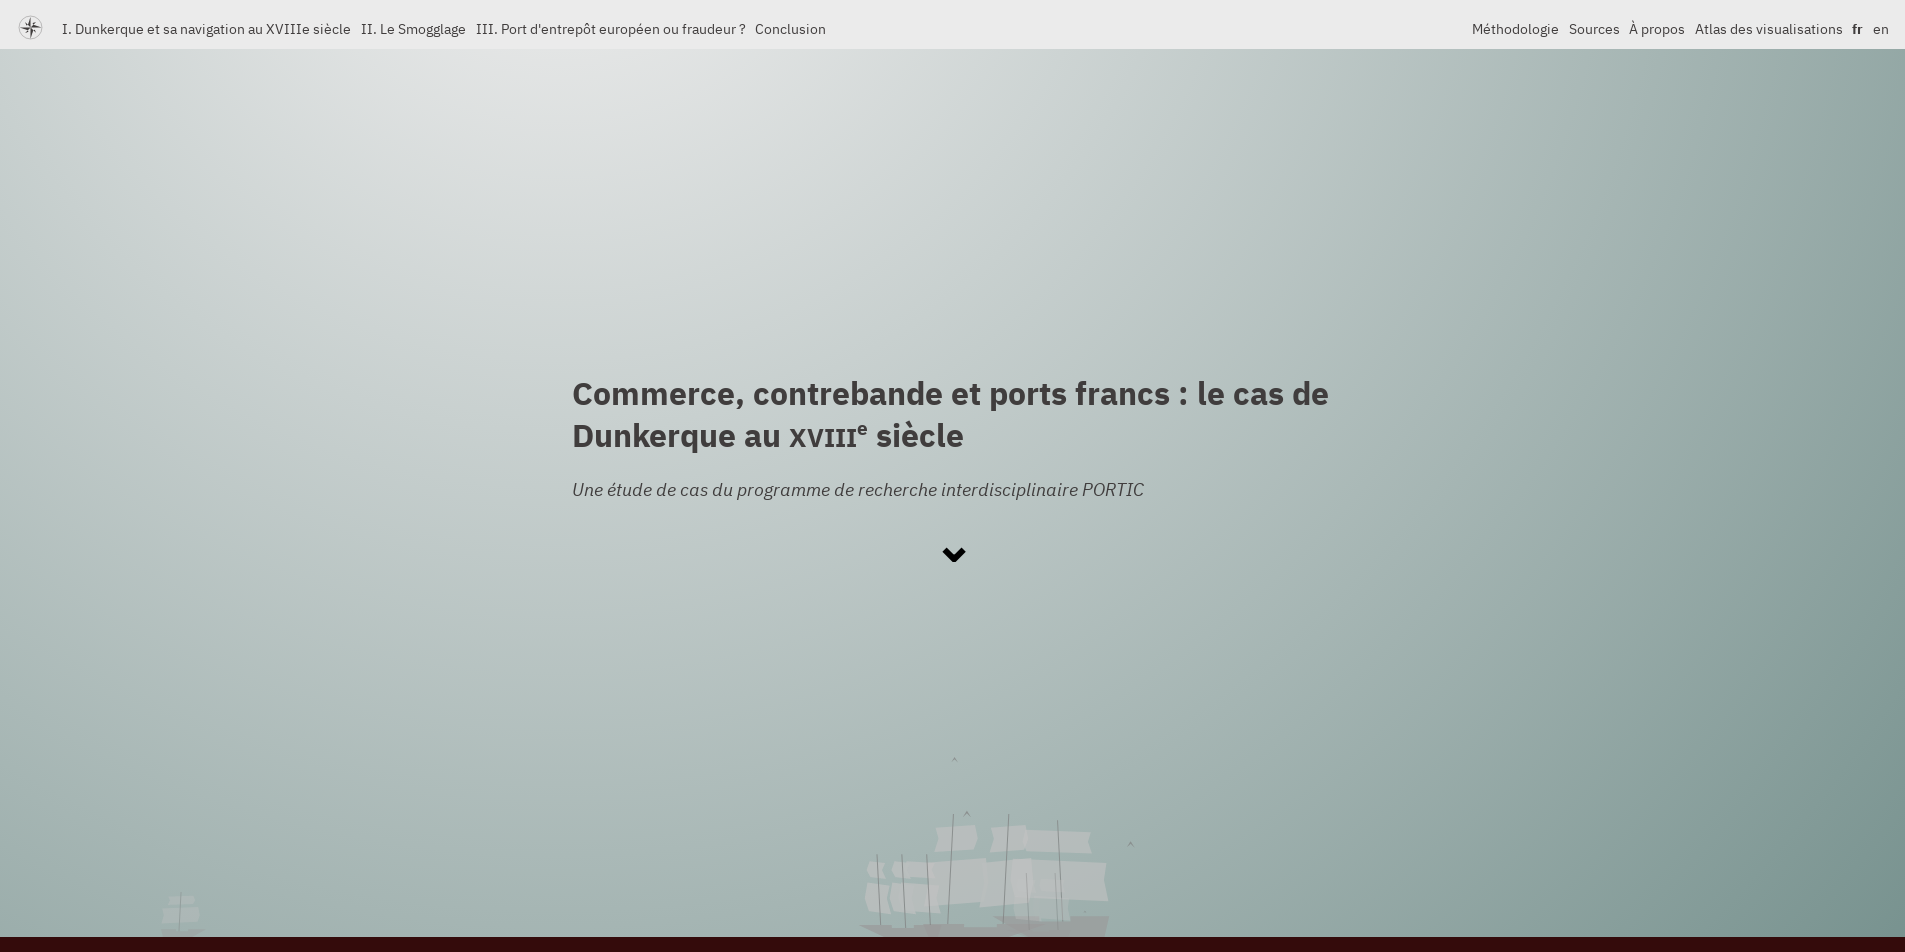 I. Dunkerque et sa navigation au XVIIIe siècle II. Le Smogglage III. Port d'entrepôt européen ou fraudeur ? Conclusion Méthodologie Sources À propos Atlas des visualisations fr en
Commerce, contrebande et ports francs : le cas de
Dunkerque au XVIIIe siècle
Une étude de cas du programme de recherche interdisciplinaire PORTIC